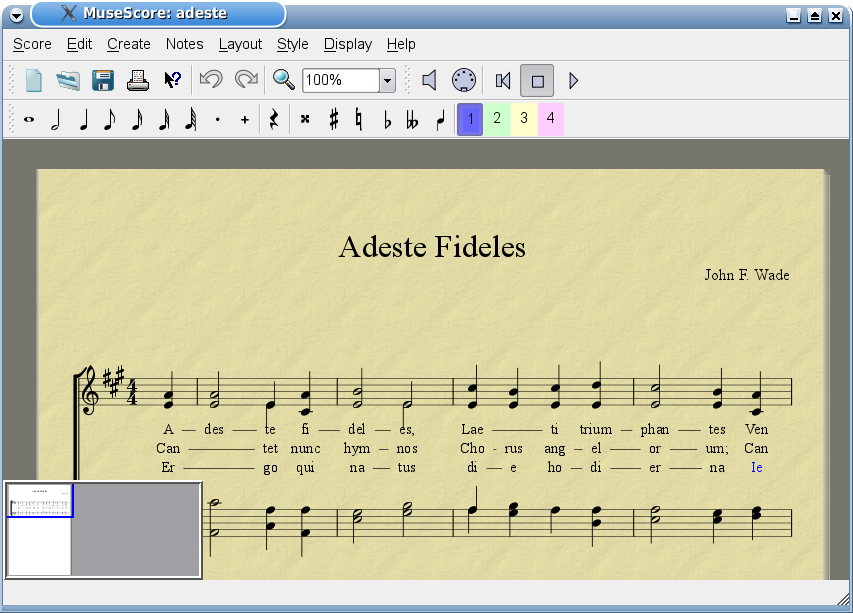 MuseScore: adeste
Score Edit Create Notes Layout Style Display Help
100%
1 2 3 4
Adeste Fideles
John F. Wade
4
4
A — des — te fi — del — es, Lae — ti trium — phan — tes Ven
Can — tet nunc hym — nos Cho - rus ang — el — or — um; Can
Er — go qui na — tus di — e ho — di — er — na Ie